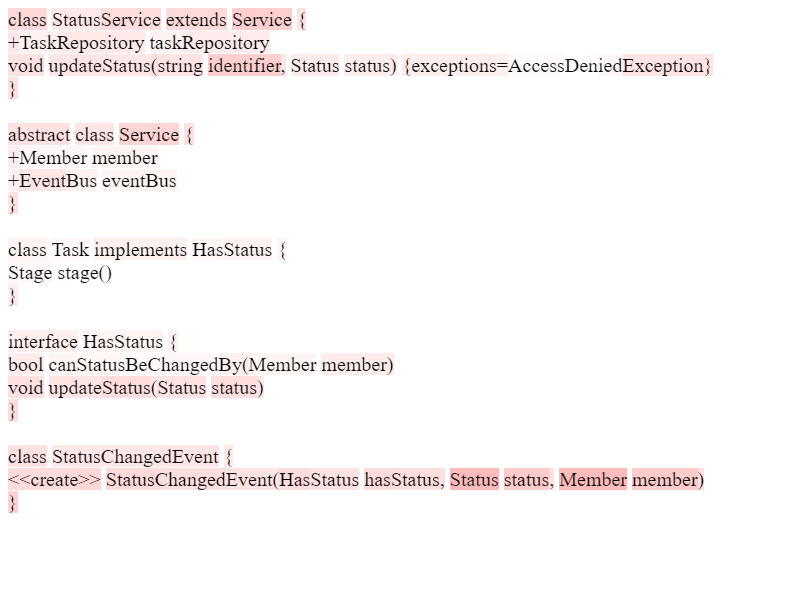 class StatusService extends Service {
+TaskRepository taskRepository
void updateStatus(string identifier, Status status) {exceptions=AccessDeniedException}
}
abstract class Service {
+Member member
+EventBus eventBus
}
class Task implements HasStatus {
Stage stage()
}
interface HasStatus {
bool canStatusBeChangedBy(Member member)
void updateStatus(Status status)
}
class StatusChangedEvent {
<<create>> StatusChangedEvent(HasStatus hasStatus, Status status, Member member)
}